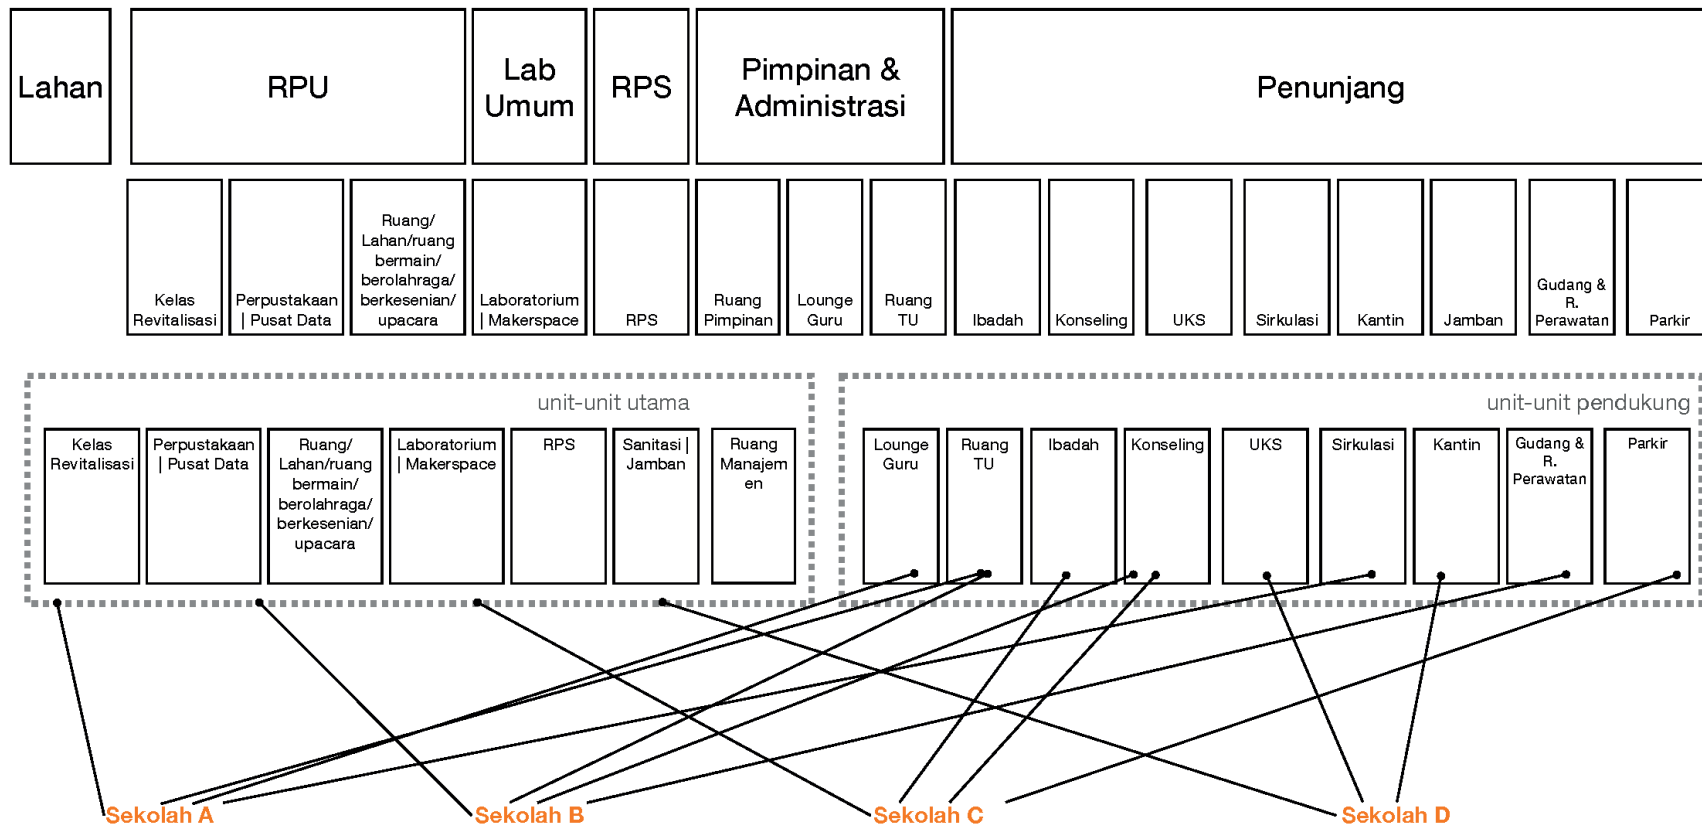 Lahan
RPU
Lab
Umum
RPS
Pimpinan &
Administrasi
Penunjang
Kelas
Revitalisasi
Perpustakaan
| Pusat Data
Ruang/
Lahan/ruang
bermain/
berolahraga/
berkesenian/
upacara
Laboratorium
| Makerspace
RPS
Ruang
Pimpinan
Lounge
Guru
Ruang
TU
Ibadah
Konseling
UKS
Sirkulasi
Kantin
Jamban
Gudang &
R.
Perawatan
Parkir
unit-unit utama
Kelas
Revitalisasi
Perpustakaan
| Pusat Data
Ruang/
Lahan/ruang
bermain/
berolahraga/
berkesenian/
upacara
Laboratorium
| Makerspace
RPS
Sanitasi |
Jamban
Ruang
Manajem
en
unit-unit pendukung
Lounge
Guru
Ruang
TU
Ibadah
Konseling
UKS
Sirkulasi
Kantin
Gudang &
R.
Perawatan
Parkir
Sekolah A
Sekolah B
Sekolah C
Sekolah D